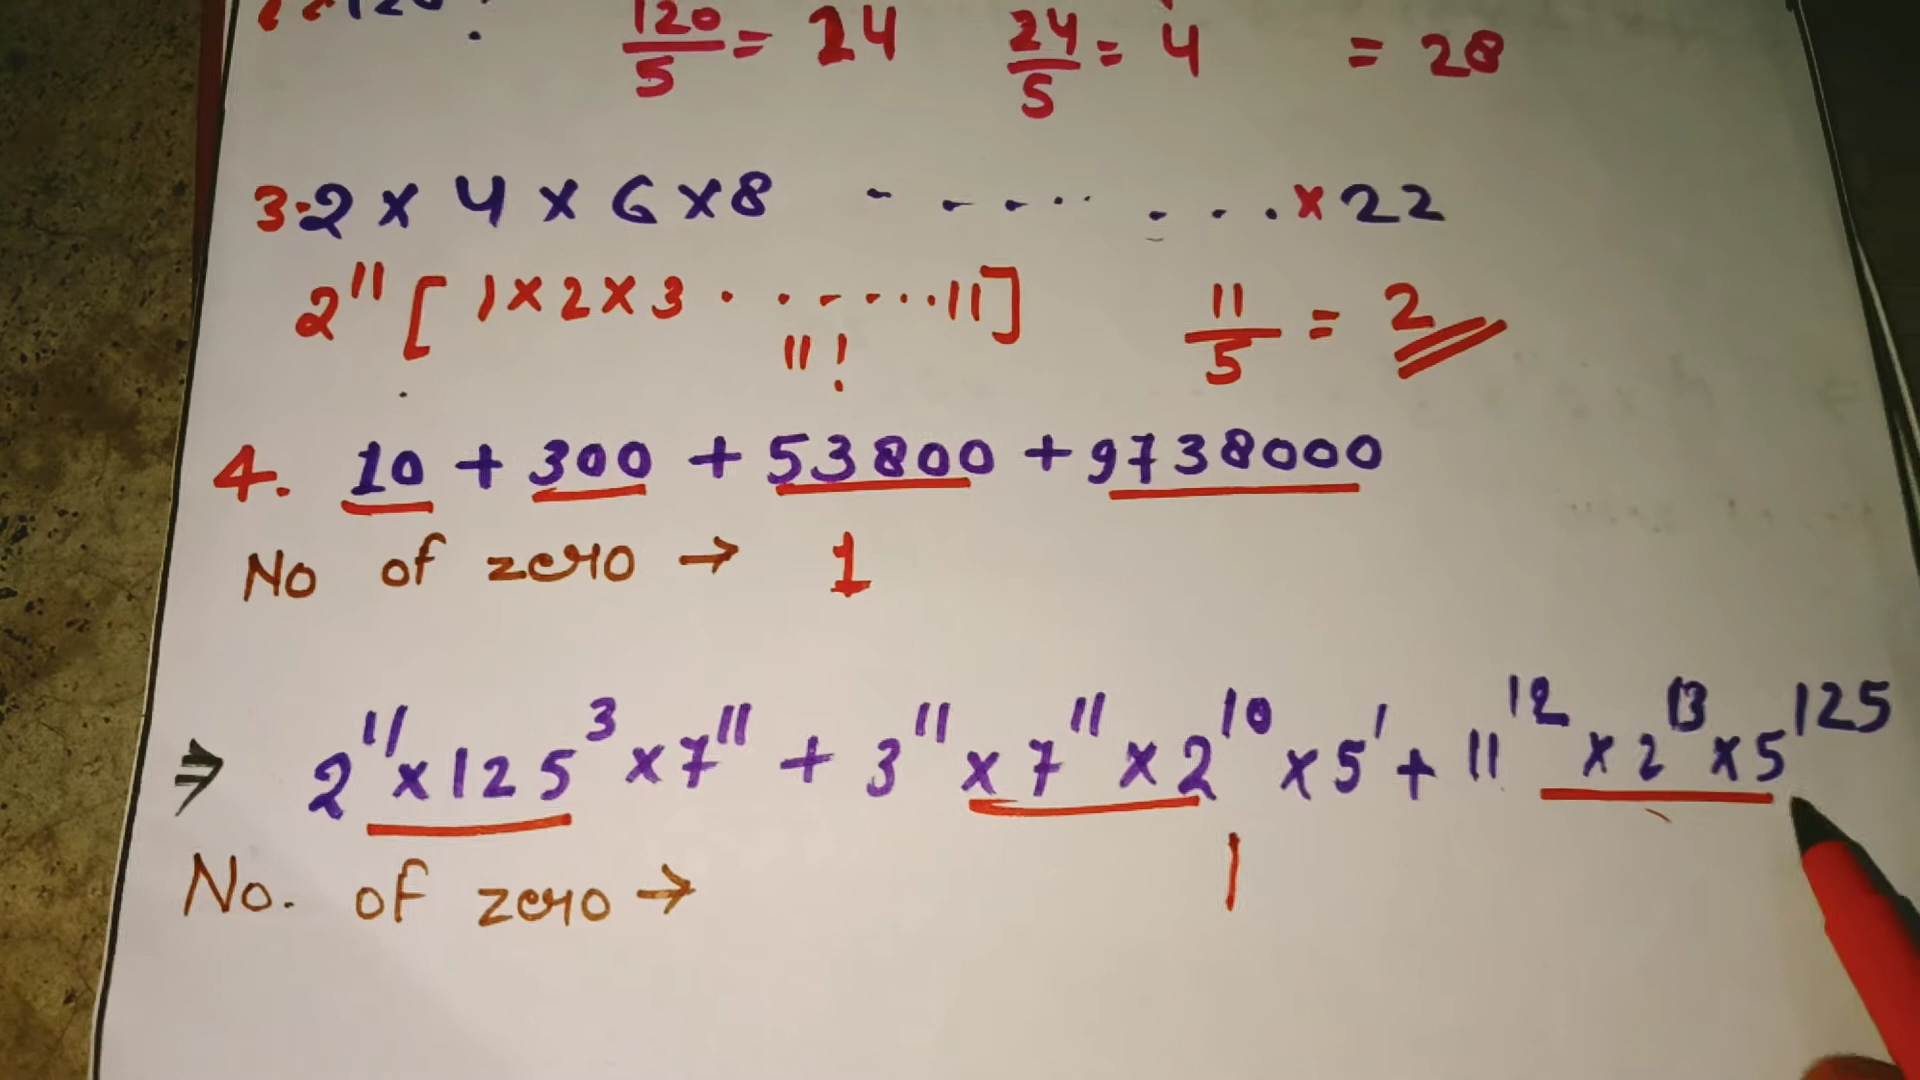 120/5 = 24 24/5 = 4 = 28
3. 2 × 4 × 6 × 8 - - - - - - - - × 22
2^11 [ 1 × 2 × 3 . . . . . . . 11 ] 11/5 = 2
11!
4. 10 + 300 + 53800 + 9738000
No of zero → 1
⇒ 2^11 × 125^3 × 7^11 + 3^11 × 7^11 × 2^10 × 5^1 + 11^12 × 2^13 × 5^125
No. of zero → 1